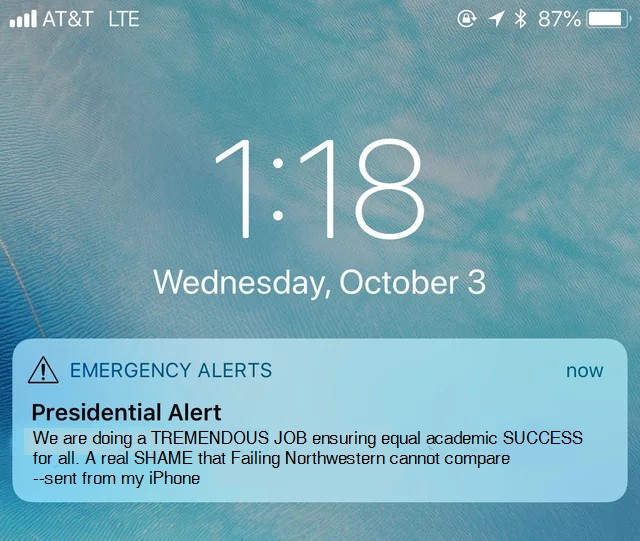 AT&T LTE 87%
1:18
Wednesday, October 3
EMERGENCY ALERTS now
Presidential Alert
We are doing a TREMENDOUS JOB ensuring equal academic SUCCESS
for all. A real SHAME that Failing Northwestern cannot compare
--sent from my iPhone